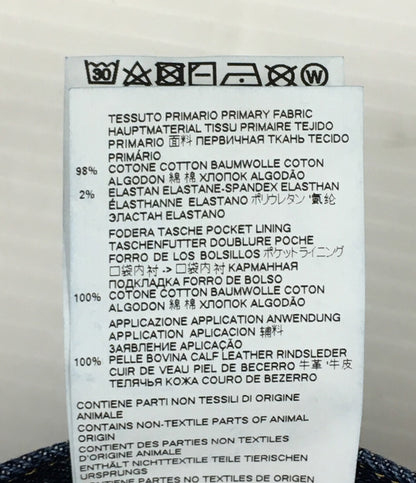 30 W
TESSUTO PRIMARIO PRIMARY FABRIC
HAUPTMATERIAL TISSU PRIMAIRE TEJIDO
PRIMARIO 面料 ПЕРВИЧНАЯ ТКАНЬ TECIDO
PRIMÁRIO
98% COTONE COTTON BAUMWOLLE COTON
ALGODON 綿 棉 ХЛОПОК ALGODÃO
2% ELASTAN ELASTANE-SPANDEX ELASTHAN
ÉLASTHANNE ELASTANO ポリウレタン '氨纶
ЭЛАСТАН ELASTANO
FODERA TASCHE POCKET LINING
TASCHENFUTTER DOUBLURE POCHE
FORRO DE LOS BOLSILLOS ポケットライニング
口袋内衬 -> 口袋内衬 КАРМАННАЯ
ПОДКЛАДКА FORRO DE BOLSO
100% COTONE COTTON BAUMWOLLE COTON
ALGODON 綿 棉 ХЛОПОК ALGODÃO
APPLICAZIONE APPLICATION ANWENDUNG
APPLICATION APLICACION 辅料
ЗАЯВЛЕНИЕ APLICAÇÃO
100% PELLE BOVINA CALF LEATHER RINDSLEDER
CUIR DE VEAU PIEL DE BECERRO 牛革 '牛皮
ТЕЛЯЧЬЯ КОЖА COURO DE BEZERRO
CONTIENE PARTI NON TESSILI DI ORIGINE
ANIMALE
CONTAINS NON-TEXTILE PARTS OF ANIMAL
ORIGIN
CONTIENT DES PARTIES NON TEXTILES
D'ORIGINE ANIMALE
ENTHÄLT NICHTTEXTILE TEILE TIERISCHEN
URSPRUNGS
NO TEXTILES DE ORIGEN